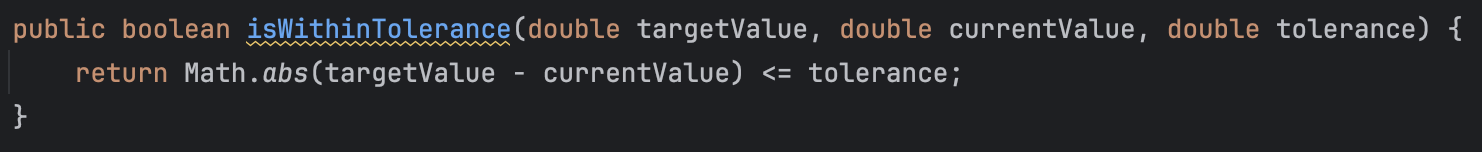 public boolean isWithinTolerance(double targetValue, double currentValue, double tolerance) {
    return Math.abs(targetValue - currentValue) <= tolerance;
}